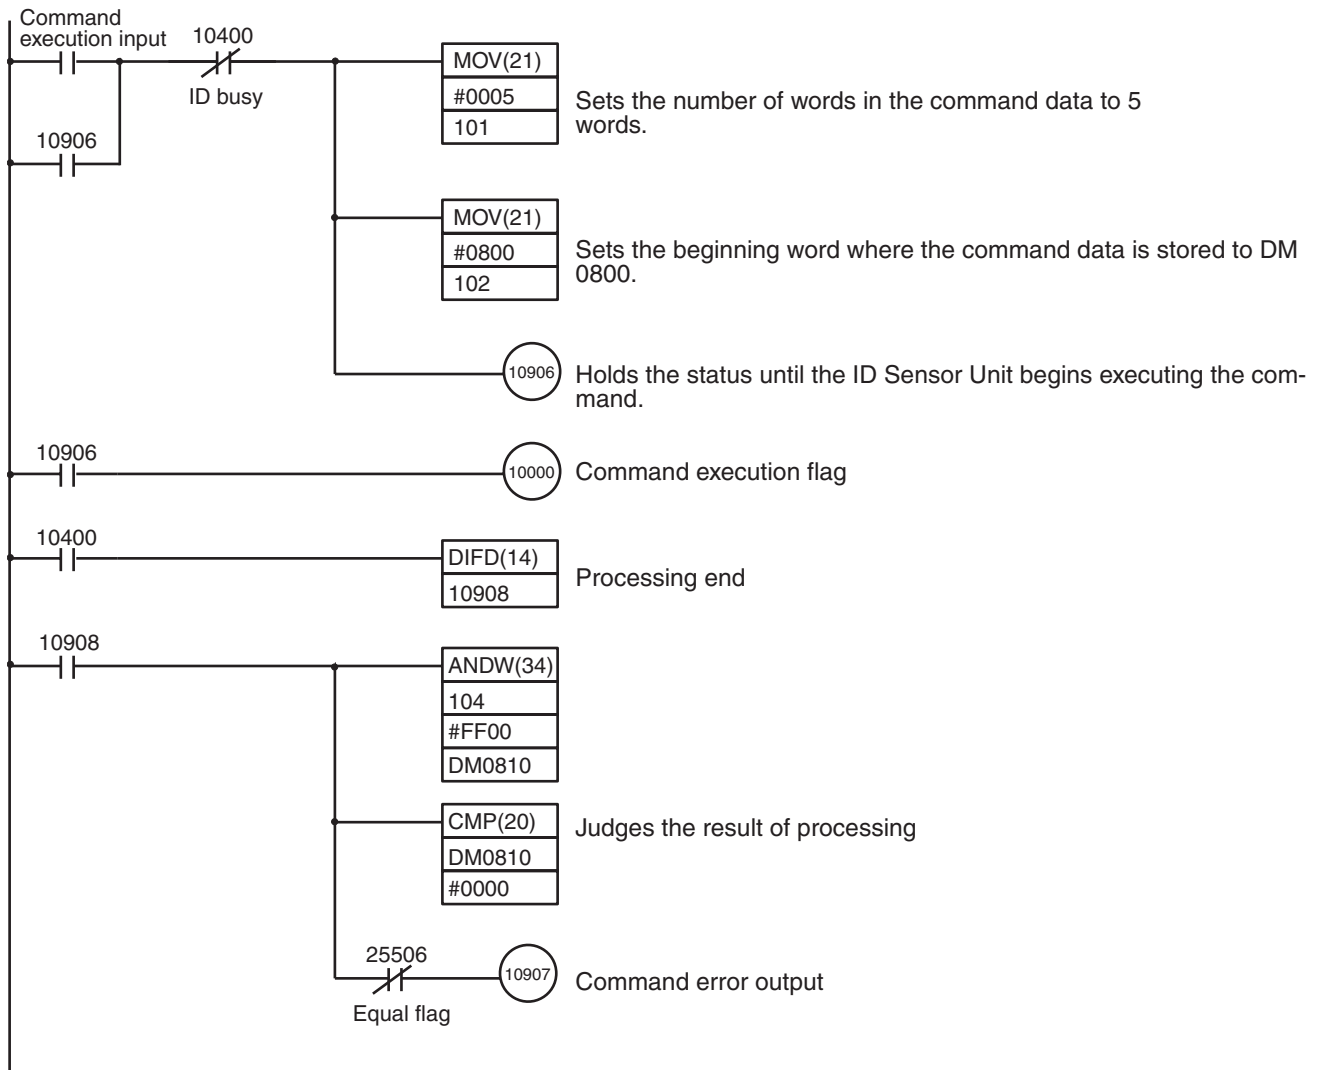 Command
execution input
10400
ID busy
MOV(21)
#0005
101
Sets the number of words in the command data to 5
words.
10906
MOV(21)
#0800
102
Sets the beginning word where the command data is stored to DM
0800.
10906
Holds the status until the ID Sensor Unit begins executing the com-
mand.
10906
10000
Command execution flag
10400
DIFD(14)
10908
Processing end
10908
ANDW(34)
104
#FF00
DM0810
CMP(20)
DM0810
#0000
Judges the result of processing
25506
Equal flag
10907
Command error output